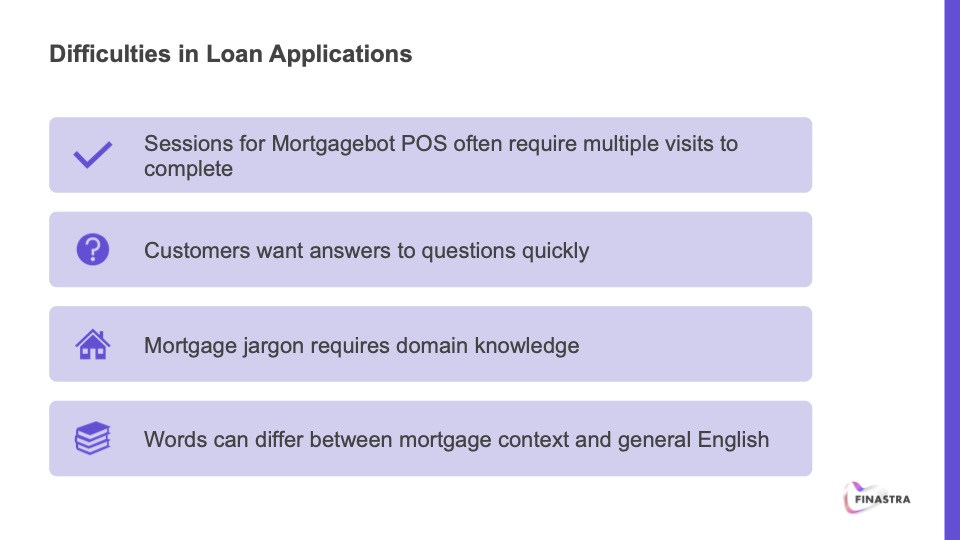 Difficulties in Loan Applications
Sessions for Mortgagebot POS often require multiple visits to
complete
Customers want answers to questions quickly
Mortgage jargon requires domain knowledge
Words can differ between mortgage context and general English
FINASTRA